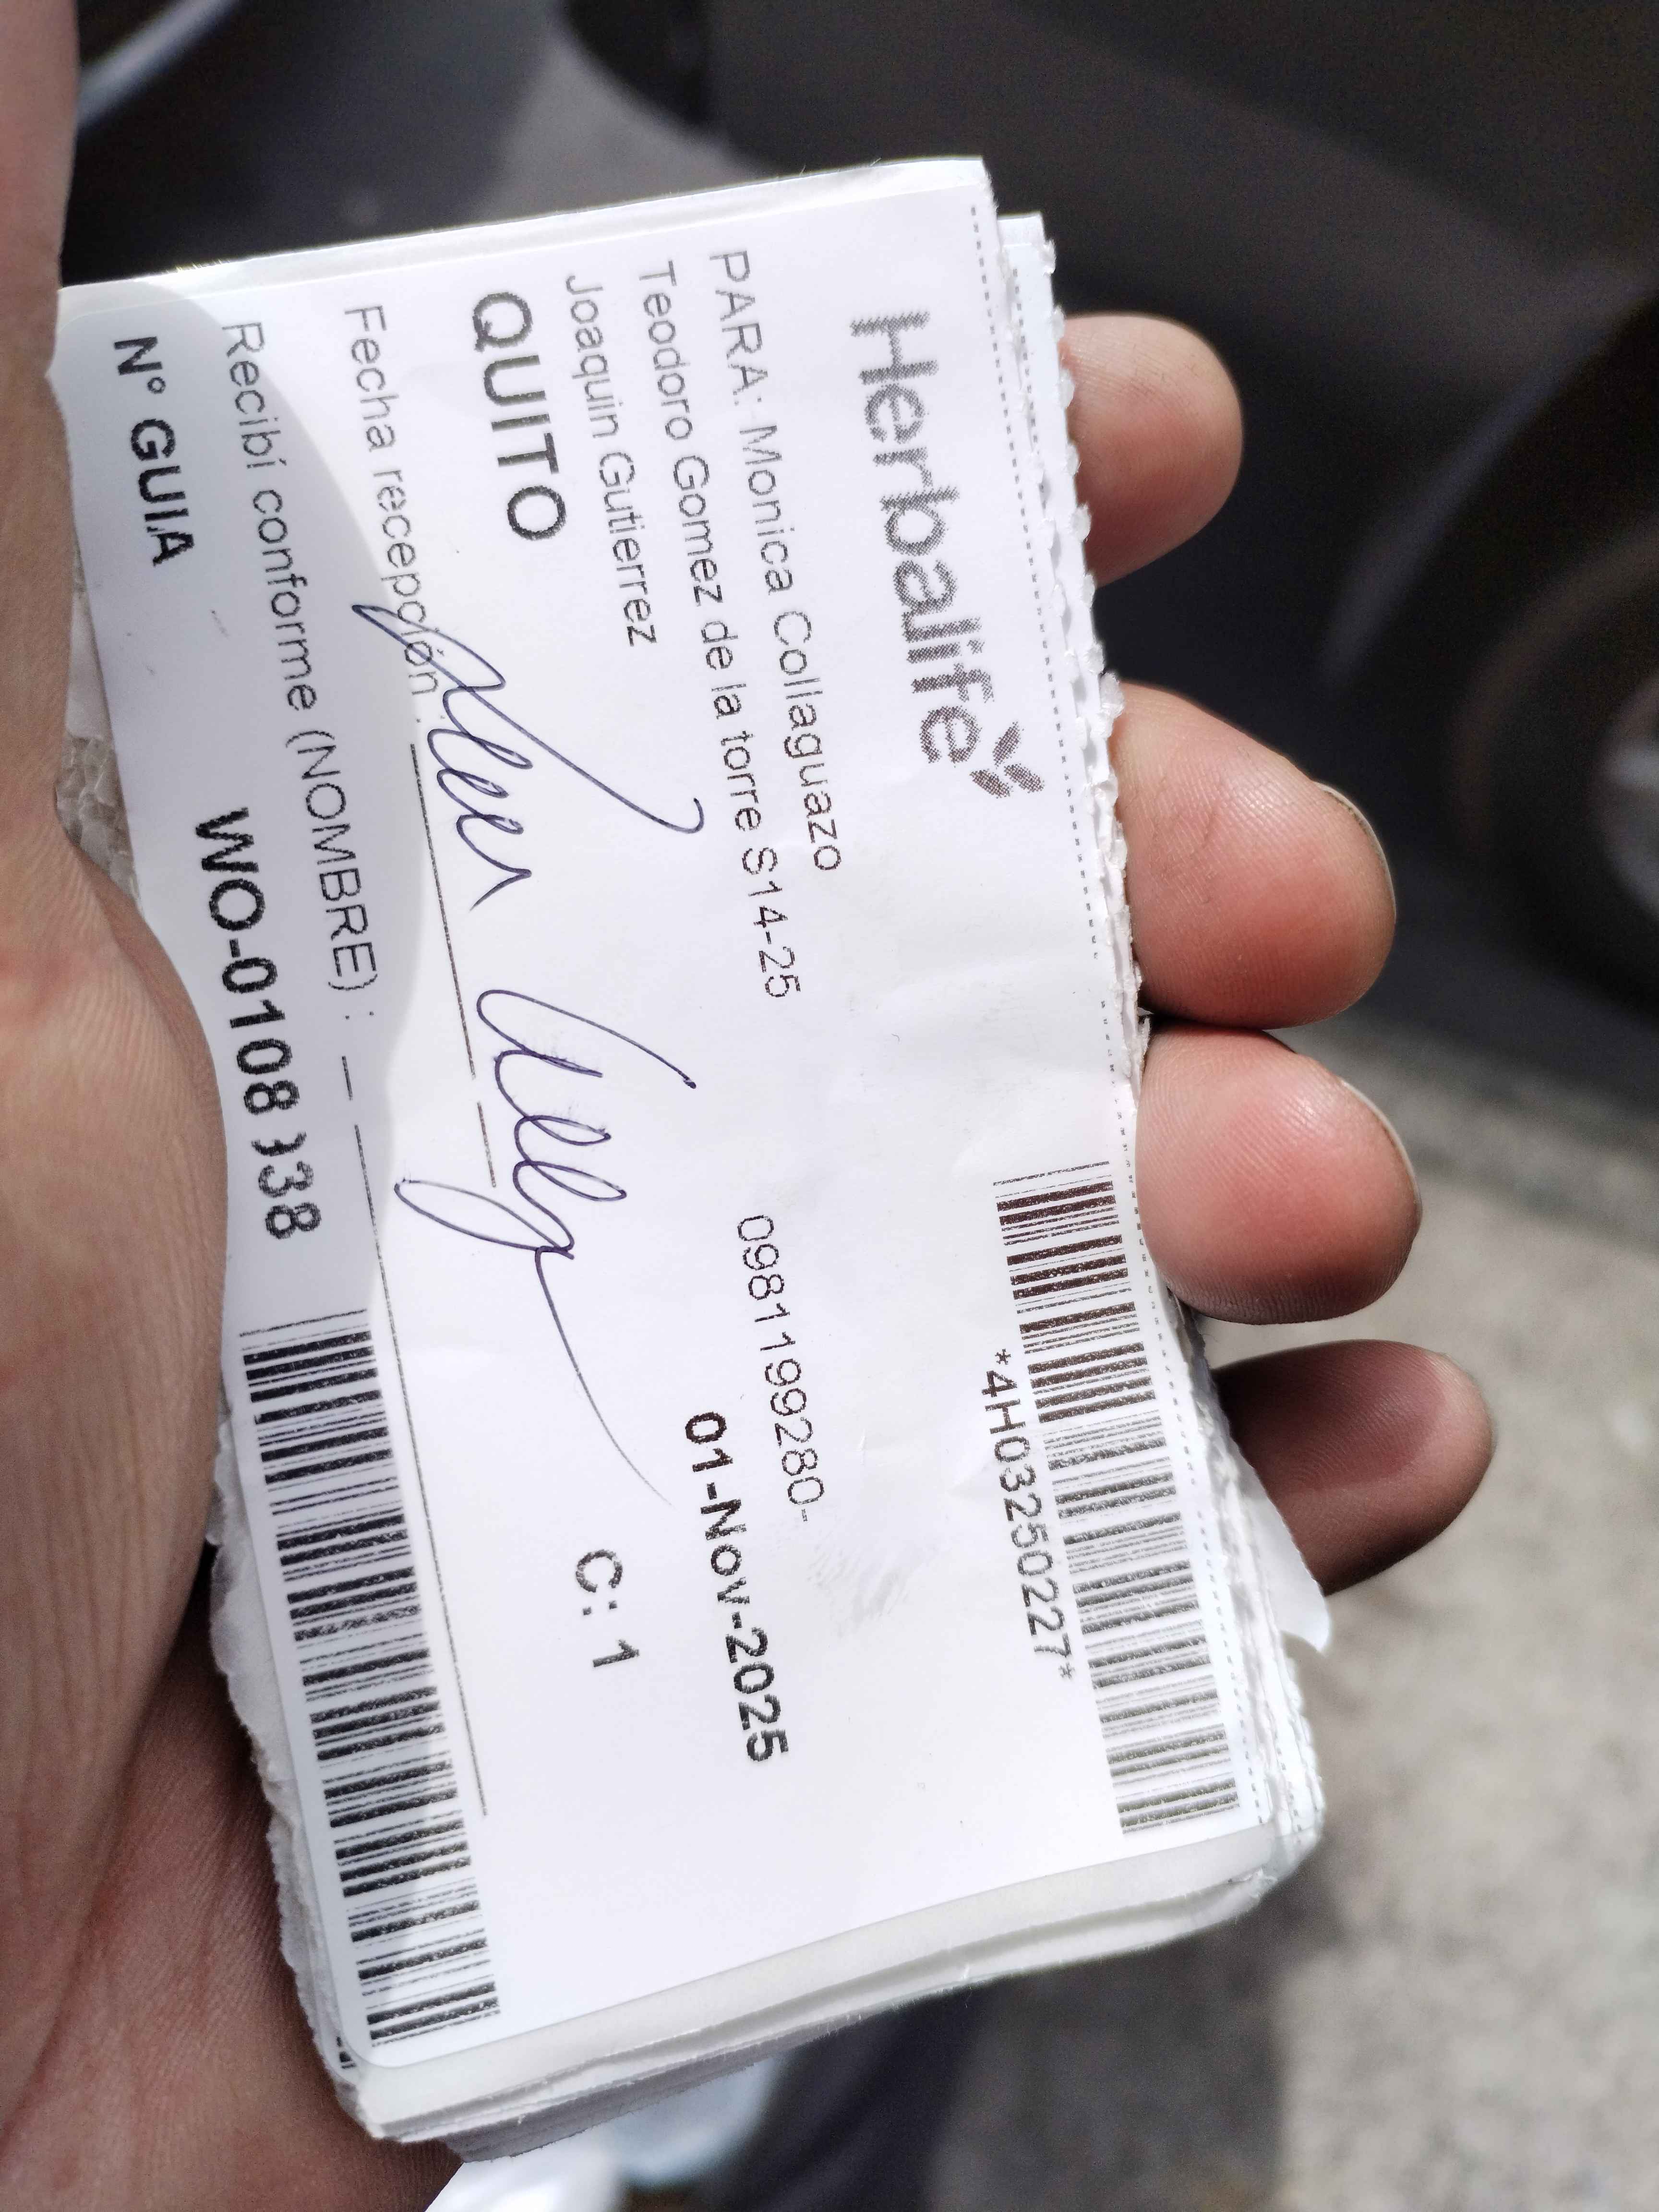 Herbalife
*4H03250227*
PARA: Monica Collaguazo
0981199280-
Teodoro Gomez de la torre S14-25
Joaquin Gutierrez
01-Nov-2025
QUITO
C: 1
Fecha recepción :
Recibí conforme (NOMBRE) :
N° GUIA